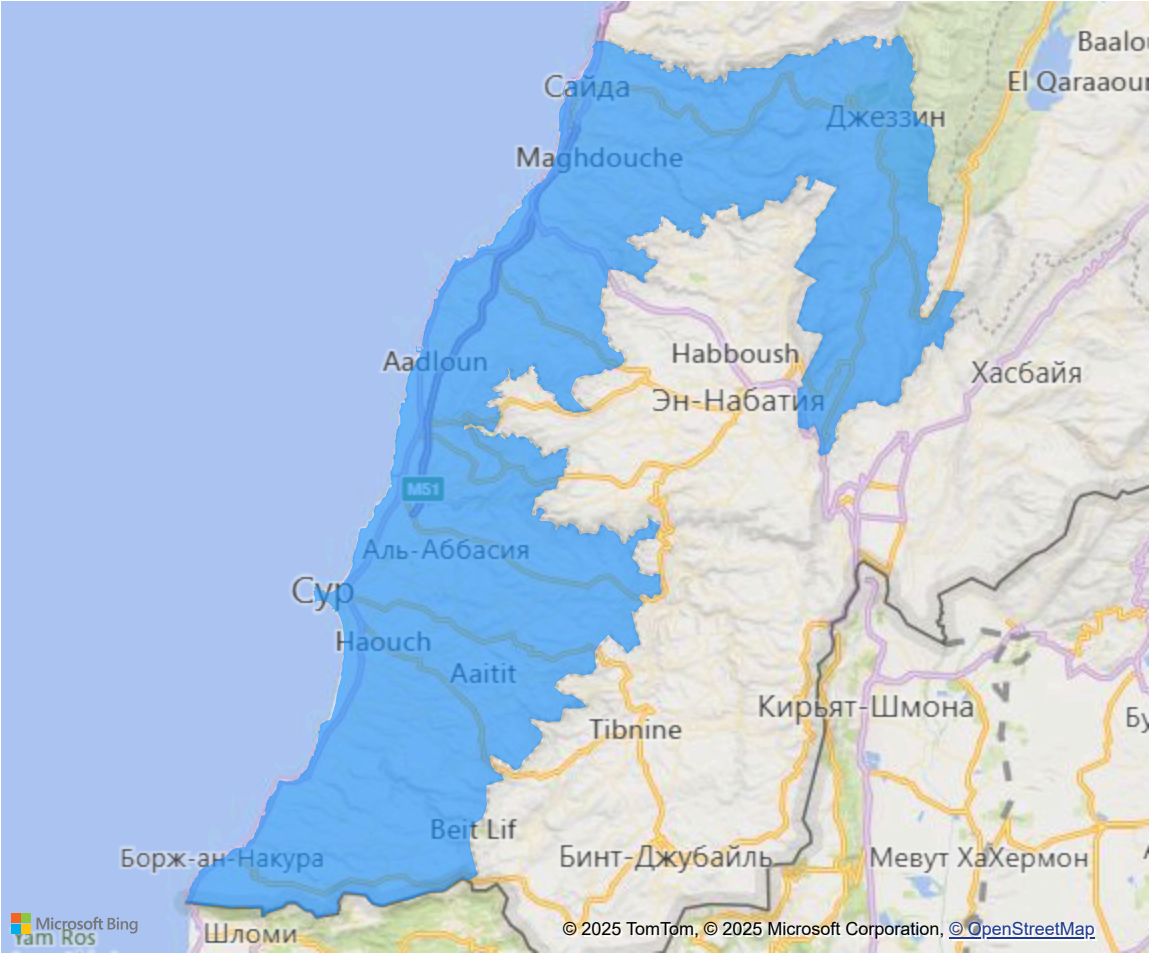 Baalou
El Qaraaoun
Сайда
Джеззин
Maghdouche
Habboush
Aadloun
Хасбайя
Эн-Набатия
M51
Аль-Аббасия
Сур
Haouch
Aaitit
Кирьят-Шмона
Бу
Tibnine
Beit Lif
Борж-ан-Накура
Бинт-Джубайль
Мевут ХаХермон
Microsoft Bing
Yam Ros
Шломи
© 2025 TomTom, © 2025 Microsoft Corporation, © OpenStreetMap